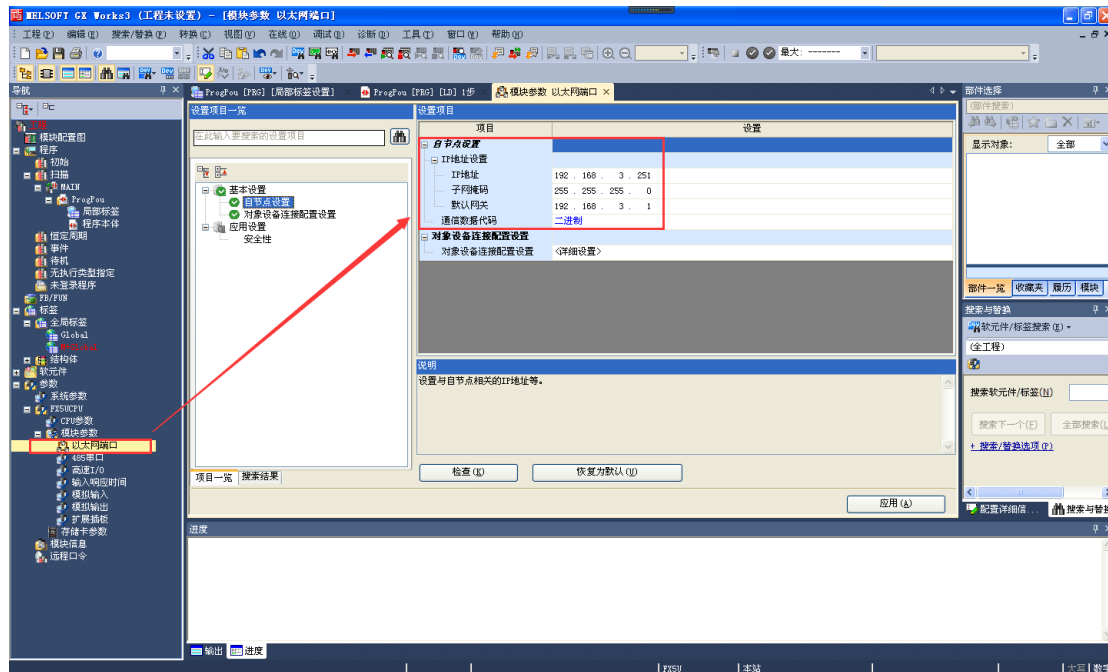 MELSOFT GX Works3 (工程未设置) - [模块参数 以太网端口]
工程(P) 编辑(E) 搜索/替换(F) 转换(C) 视图(V) 在线(O) 调试(B) 诊断(D) 工具(T) 窗口(W) 帮助(H)
最大: -------
导航
ProgPou [PRG] [局部标签设置] ProgPou [PRG] [LD] 1步 模块参数 以太网端口
模块配置图
程序
初始
扫描
MAIN
ProgPou
局部标签
程序本体
恒定周期
事件
待机
无执行类型指定
未登录程序
FB/FUN
标签
全局标签
Global
结构体
软元件
参数
系统参数
FX5UCPU
CPU参数
模块参数
以太网端口
485串口
高速I/O
输入响应时间
模拟输入
模拟输出
扩展插板
存储卡参数
模块信息
远程口令
设置项目一览
在此输入要搜索的设置项目
基本设置
自节点设置
对象设备连接配置设置
应用设置
安全性
项目一览 搜索结果
设置项目
项目 设置
自节点设置
IP地址设置
IP地址 192 . 168 . 3 . 251
子网掩码 255 . 255 . 255 . 0
默认网关 192 . 168 . 3 . 1
通信数据代码 二进制
对象设备连接配置设置
对象设备连接配置设置 <详细设置>
说明
设置与自节点相关的IP地址等。
检查(K) 恢复为默认(U)
应用(A)
部件选择
(部件搜索)
显示对象: 全部
部件一览 收藏夹 履历 模块
搜索与替换
软元件/标签搜索(E)
(全工程)
搜索软元件/标签(N)
搜索下一个(F) 全部搜索(L
+ 搜索/替换选项(P)
配置详细信... 搜索与替换
进度
输出 进度
FX5U 本站 大写 数字